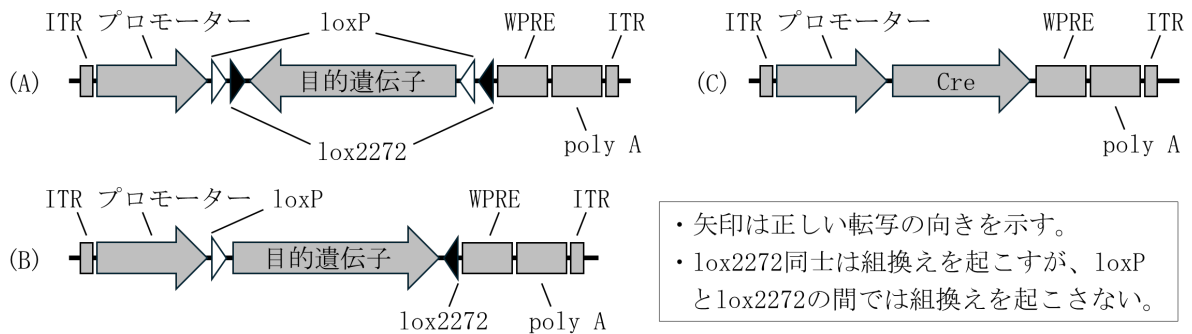 ITR プロモーター loxP WPRE ITR
(A) 目的遺伝子
lox2272 poly A
ITR プロモーター WPRE ITR
(C) Cre
poly A
ITR プロモーター loxP WPRE ITR
(B) 目的遺伝子
lox2272 poly A
・矢印は正しい転写の向きを示す。
・lox2272同士は組換えを起こすが、loxP
とlox2272の間では組換えを起こさない。